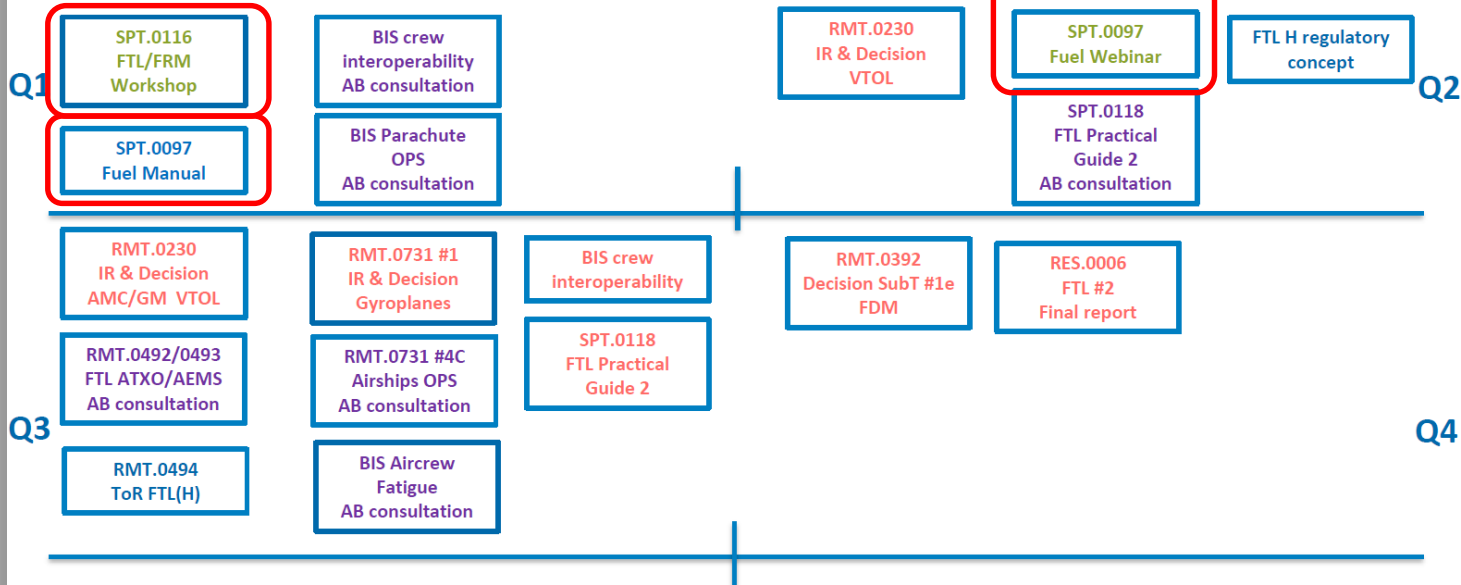 Q1
SPT.0116
FTL/FRM
Workshop
BIS crew
interoperability
AB consultation
SPT.0097
Fuel Manual
BIS Parachute
OPS
AB consultation
RMT.0230
IR & Decision
VTOL
SPT.0097
Fuel Webinar
FTL H regulatory
concept
Q2
SPT.0118
FTL Practical
Guide 2
AB consultation
Q3
RMT.0230
IR & Decision
AMC/GM VTOL
RMT.0731 #1
IR & Decision
Gyroplanes
BIS crew
interoperability
RMT.0492/0493
FTL ATXO/AEMS
AB consultation
RMT.0731 #4C
Airships OPS
AB consultation
SPT.0118
FTL Practical
Guide 2
RMT.0494
ToR FTL(H)
BIS Aircrew
Fatigue
AB consultation
RMT.0392
Decision SubT #1e
FDM
RES.0006
FTL #2
Final report
Q4